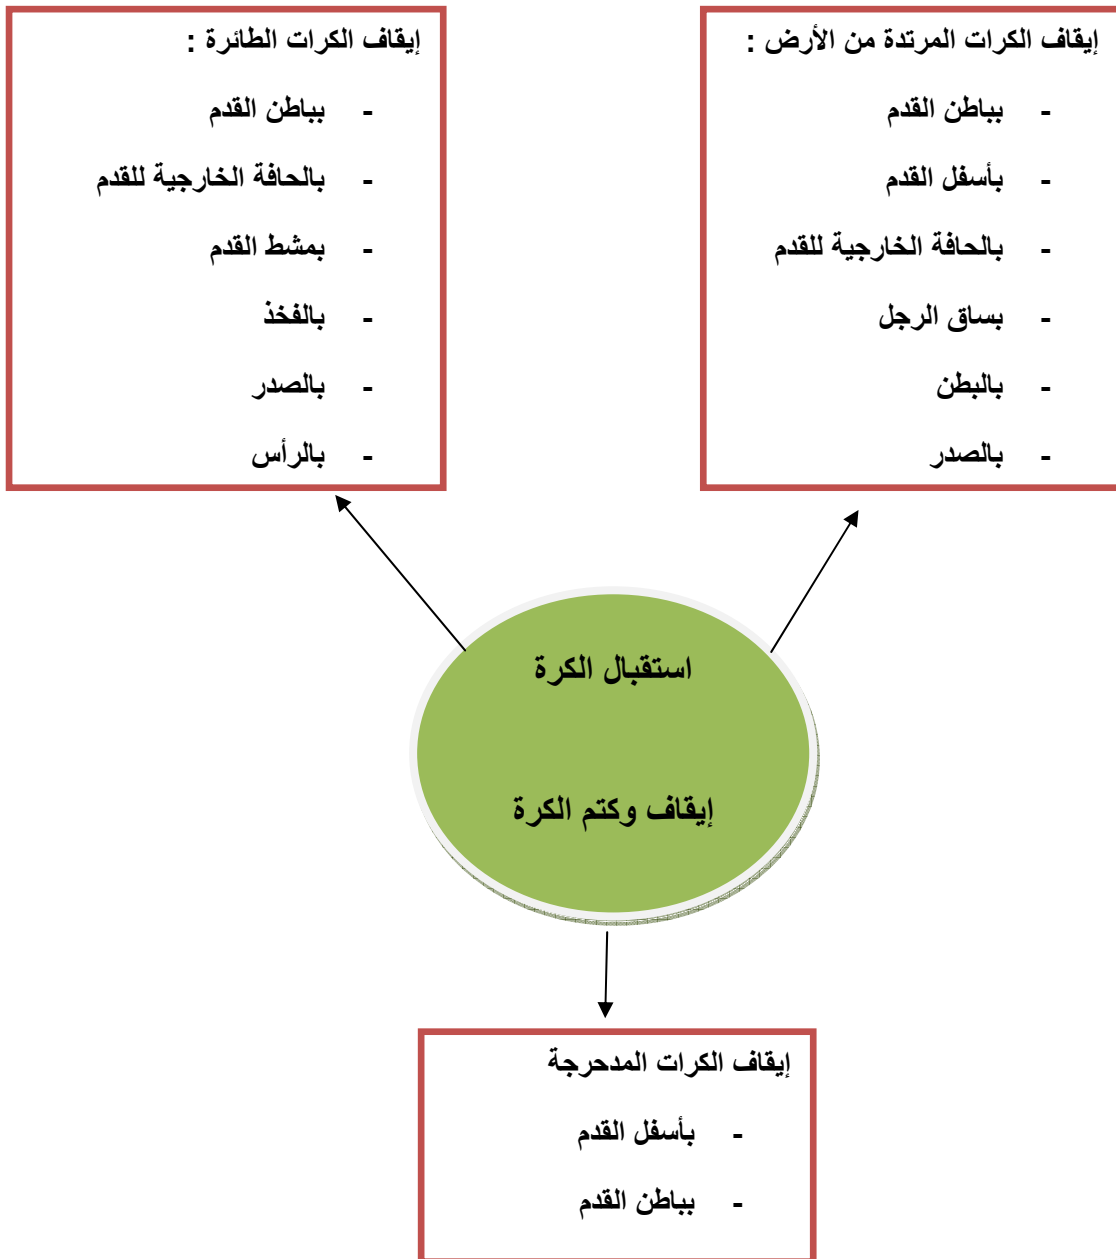 إيقاف الكرات المرتدة من الأرض :
- بباطن القدم
- بأسفل القدم
- بالحافة الخارجية للقدم
- بساق الرجل
- بالبطن
- بالصدر
إيقاف الكرات الطائرة :
- بباطن القدم
- بالحافة الخارجية للقدم
- بمشط القدم
- بالفخذ
- بالصدر
- بالرأس
استقبال الكرة
إيقاف وكتم الكرة
إيقاف الكرات المدحرجة
- بأسفل القدم
- بباطن القدم